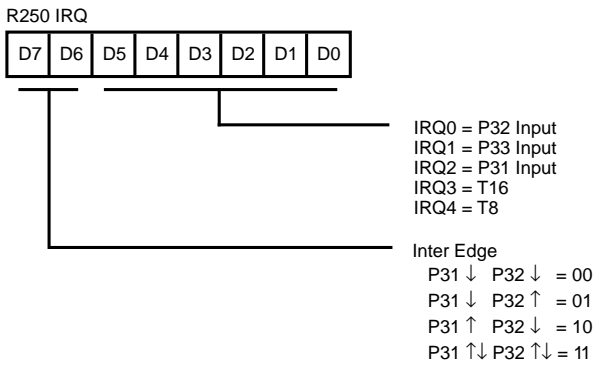 R250 IRQ
D7 D6 D5 D4 D3 D2 D1 D0
IRQ0 = P32 Input
IRQ1 = P33 Input
IRQ2 = P31 Input
IRQ3 = T16
IRQ4 = T8
Inter Edge
P31 ↓ P32 ↓ = 00
P31 ↓ P32 ↑ = 01
P31 ↑ P32 ↓ = 10
P31 ↑↓ P32 ↑↓ = 11